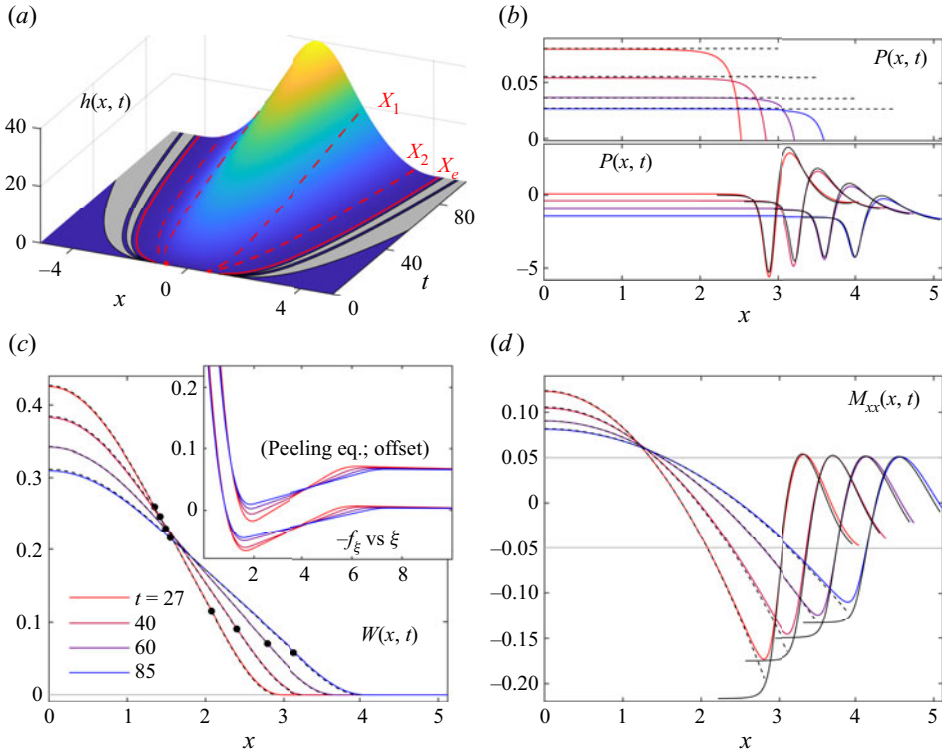 (a)
h(x, t)
40
20
0
–4
0
4
x
0
40
80
t
X1
X2
Xe
(b)
P(x, t)
0.05
0
P(x, t)
0
–5
0 1 2 3 4 5
x
(c)
0.4
0.3
0.2
0.1
0
0 1 2 3 4 5
x
t = 27
40
60
85
W(x, t)
0.2
0.1
0
2 4 6 8
(Peeling eq.; offset)
–fξ vs ξ
(d)
Mxx(x, t)
0.10
0.05
0
–0.05
–0.10
–0.15
–0.20
0 1 2 3 4 5
x